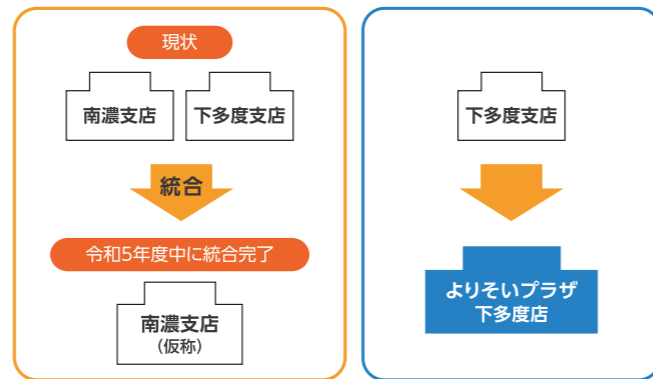 現状
南濃支店
下多度支店
統合
令和5年度中に統合完了
南濃支店
(仮称)
下多度支店
よりそいプラザ
下多度店